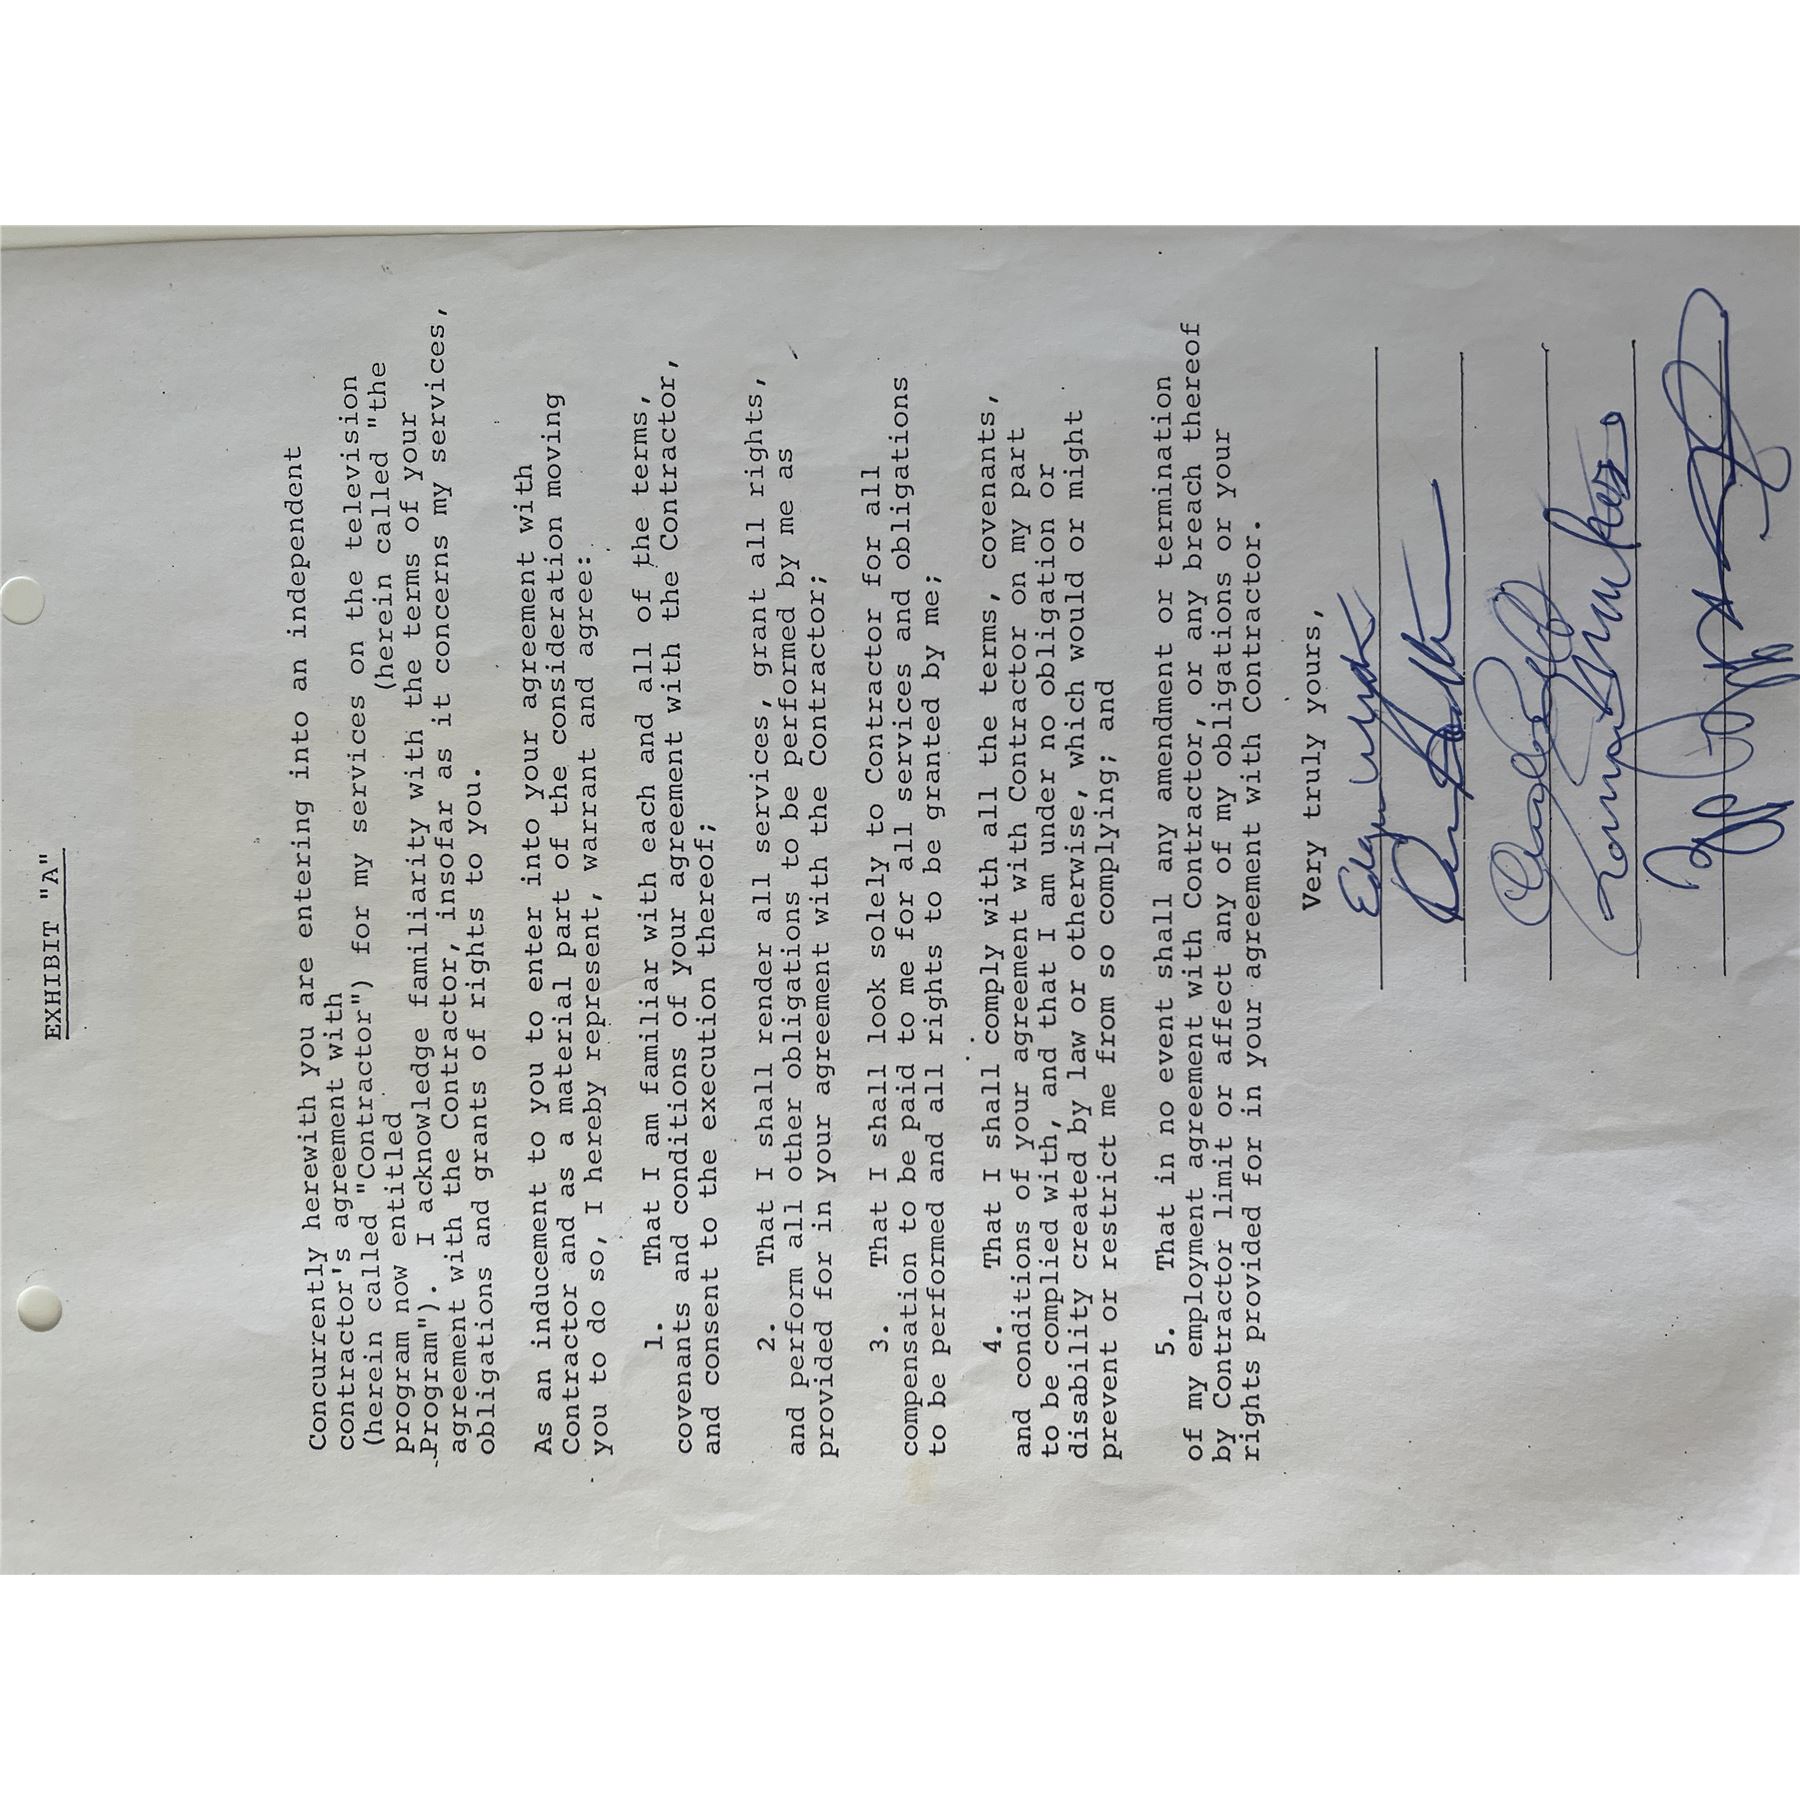 EXHIBIT "A"
Concurrently herewith you are entering into an independent
contractor's agreement with
(herein called "Contractor") for my services on the television
program now entitled (herein called "the
Program"). I acknowledge familiarity with the terms of your
agreement with the Contractor, insofar as it concerns my services,
obligations and grants of rights to you.
As an inducement to you to enter into your agreement with
Contractor and as a material part of the consideration moving
you to do so, I hereby represent, warrant and agree:
1. That I am familiar with each and all of the terms,
covenants and conditions of your agreement with the Contractor,
and consent to the execution thereof;
2. That I shall render all services, grant all rights,
and perform all other obligations to be performed by me as
provided for in your agreement with the Contractor;
3. That I shall look solely to Contractor for all
compensation to be paid to me for all services and obligations
to be performed and all rights to be granted by me;
4. That I shall comply with all the terms, covenants,
and conditions of your agreement with Contractor on my part
to be complied with, and that I am under no obligation or
disability created by law or otherwise, which would or might
prevent or restrict me from so complying; and
5. That in no event shall any amendment or termination
of my employment agreement with Contractor, or any breach thereof
by Contractor limit or affect any of my obligations or your
rights provided for in your agreement with Contractor.
Very truly yours,
Edgar